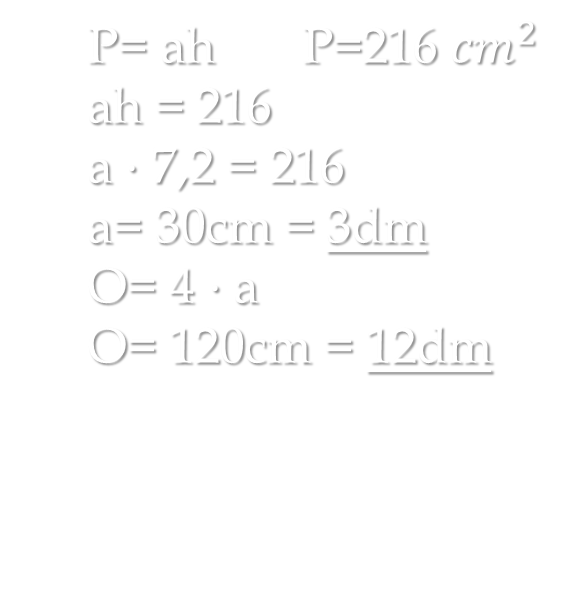 P= ah P=216 cm²
ah = 216
a · 7,2 = 216
a= 30cm = 3dm
O= 4 · a
O= 120cm = 12dm